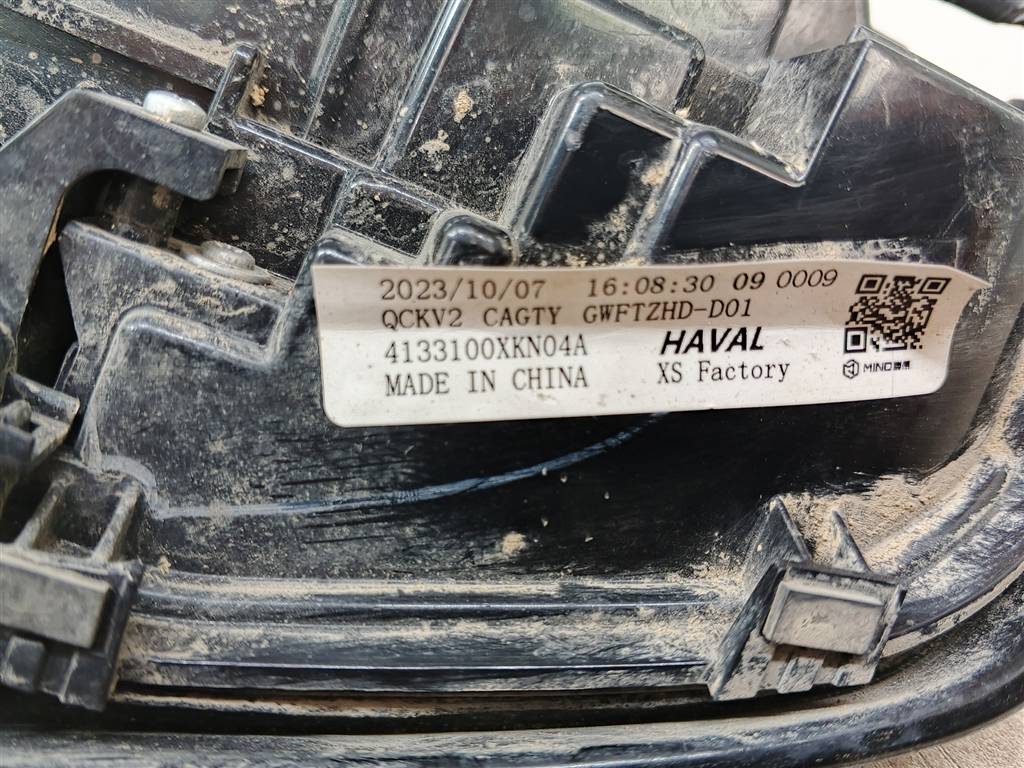 2023/10/07 16:08:30 09 0009
QCKV2 CAGTY GWFTZHD-D01
4133100XKN04A HAVAL
MADE IN CHINA XS Factory
MIND